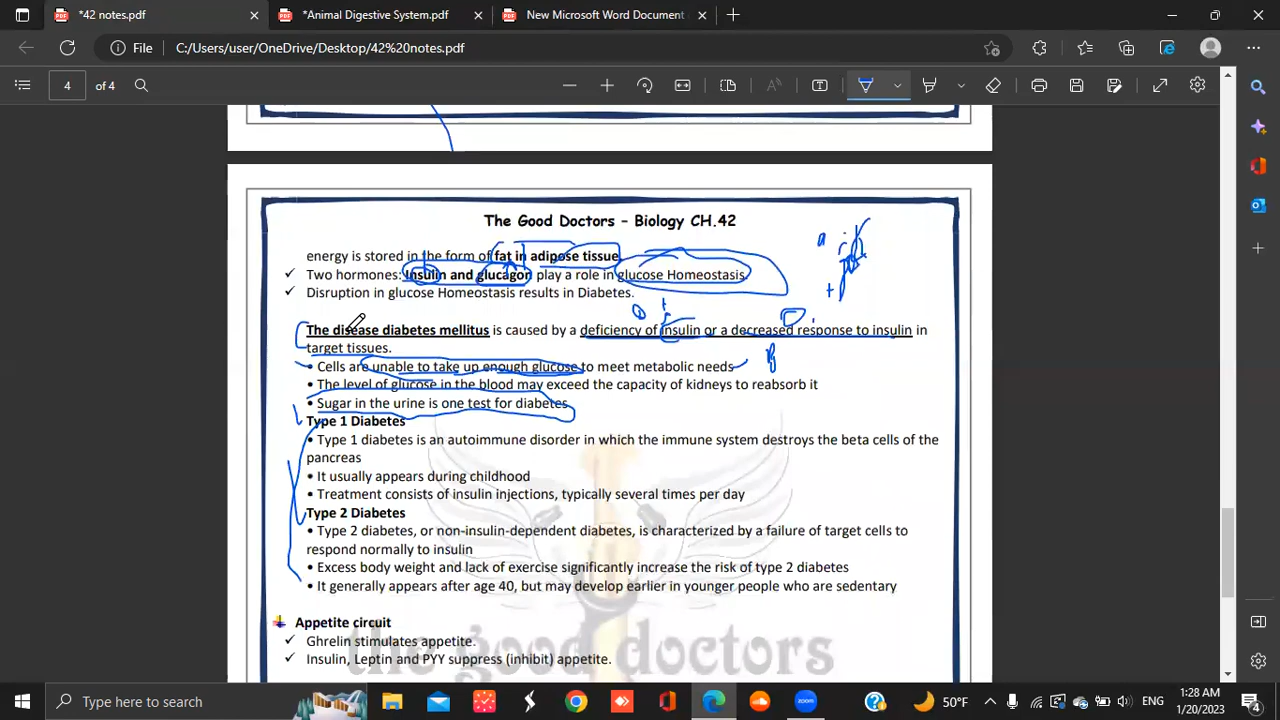 *42 notes.pdf
*Animal Digestive System.pdf
New Microsoft Word Document
File
C:/Users/user/OneDrive/Desktop/42%20notes.pdf
4 of 4
The Good Doctors – Biology CH.42
energy is stored in the form of fat in adipose tissue.
✓ Two hormones: Insulin and glucagon play a role in glucose Homeostasis.
✓ Disruption in glucose Homeostasis results in Diabetes.
The disease diabetes mellitus is caused by a deficiency of insulin or a decreased response to insulin in
target tissues.
• Cells are unable to take up enough glucose to meet metabolic needs
• The level of glucose in the blood may exceed the capacity of kidneys to reabsorb it
• Sugar in the urine is one test for diabetes
Type 1 Diabetes
• Type 1 diabetes is an autoimmune disorder in which the immune system destroys the beta cells of the
pancreas
• It usually appears during childhood
• Treatment consists of insulin injections, typically several times per day
Type 2 Diabetes
• Type 2 diabetes, or non-insulin-dependent diabetes, is characterized by a failure of target cells to
respond normally to insulin
• Excess body weight and lack of exercise significantly increase the risk of type 2 diabetes
• It generally appears after age 40, but may develop earlier in younger people who are sedentary
Appetite circuit
✓ Ghrelin stimulates appetite.
✓ Insulin, Leptin and PYY suppress (inhibit) appetite.
the good doctors
Type here to search
zoom
50°F
ENG
1:28 AM
1/20/2023
4